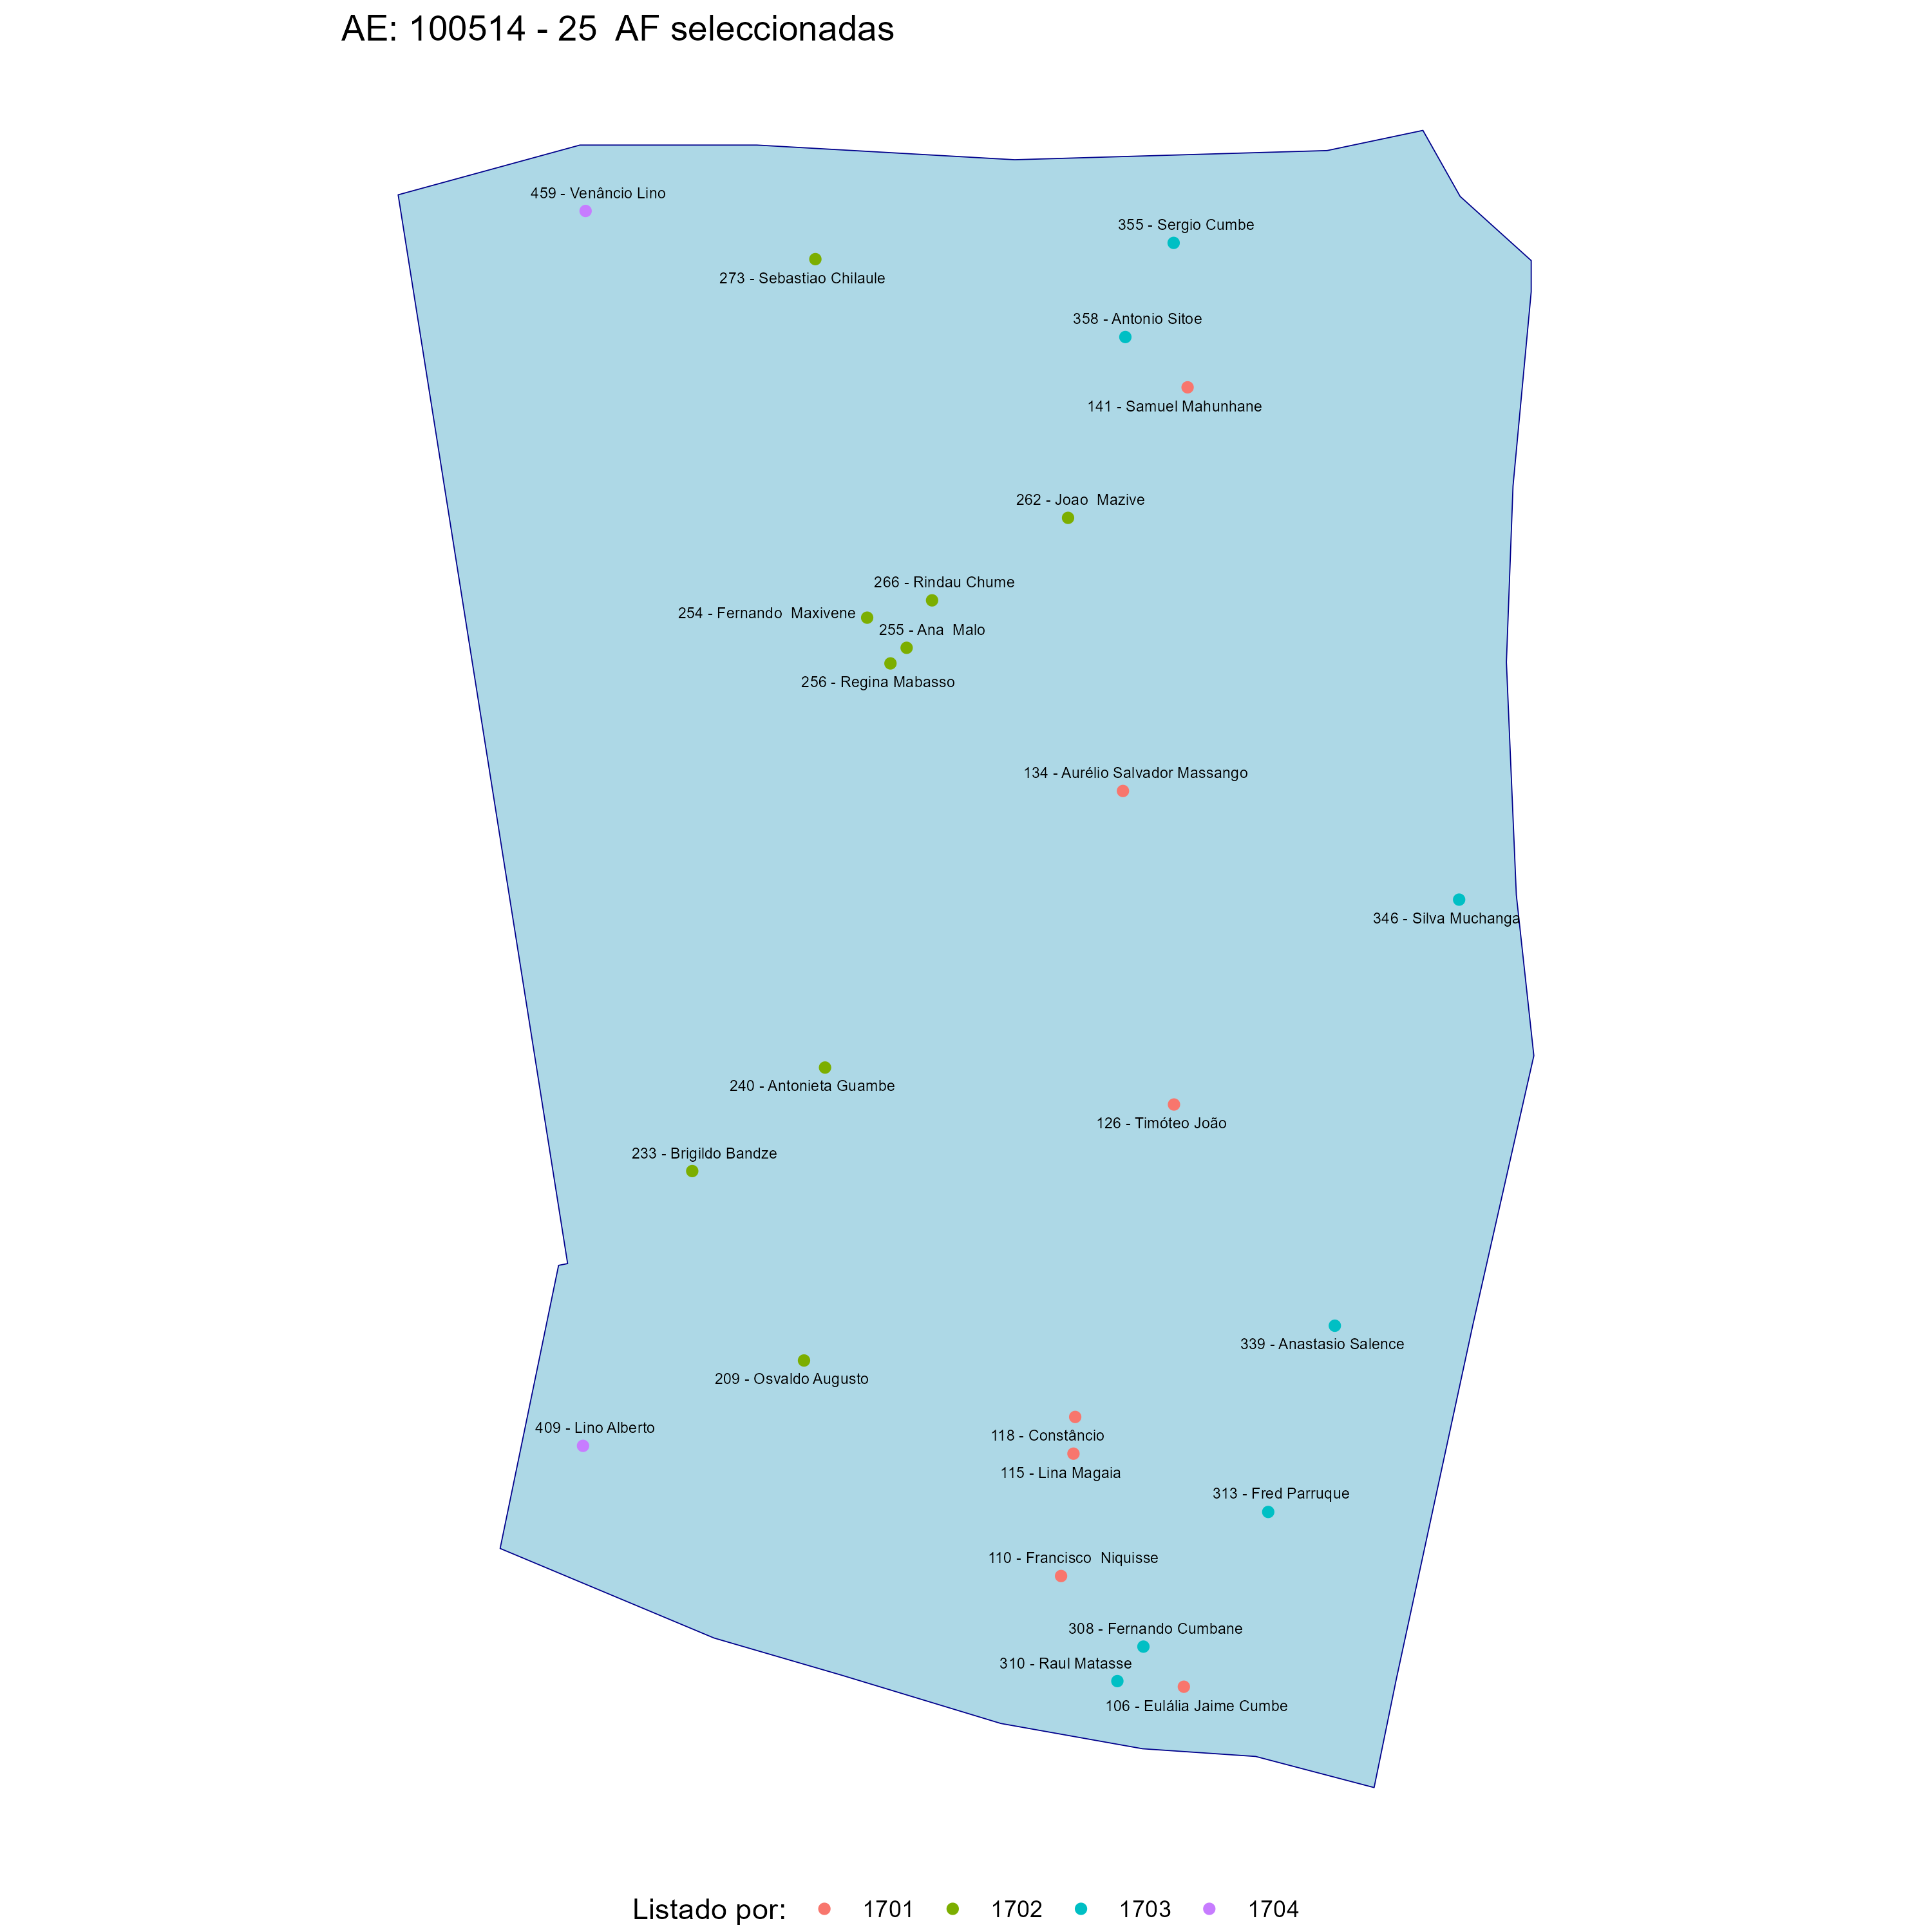 AE: 100514 - 25  AF seleccionadas
459 - Venâncio Lino
355 - Sergio Cumbe
273 - Sebastiao Chilaule
358 - Antonio Sitoe
141 - Samuel Mahunhane
262 - Joao  Mazive
266 - Rindau Chume
254 - Fernando  Maxivene
255 - Ana  Malo
256 - Regina Mabasso
134 - Aurélio Salvador Massango
346 - Silva Muchanga
240 - Antonieta Guambe
126 - Timóteo João
233 - Brigildo Bandze
339 - Anastasio Salence
209 - Osvaldo Augusto
409 - Lino Alberto
118 - Constâncio
115 - Lina Magaia
313 - Fred Parruque
110 - Francisco  Niquisse
308 - Fernando Cumbane
310 - Raul Matasse
106 - Eulália Jaime Cumbe
Listado por: 1701 1702 1703 1704